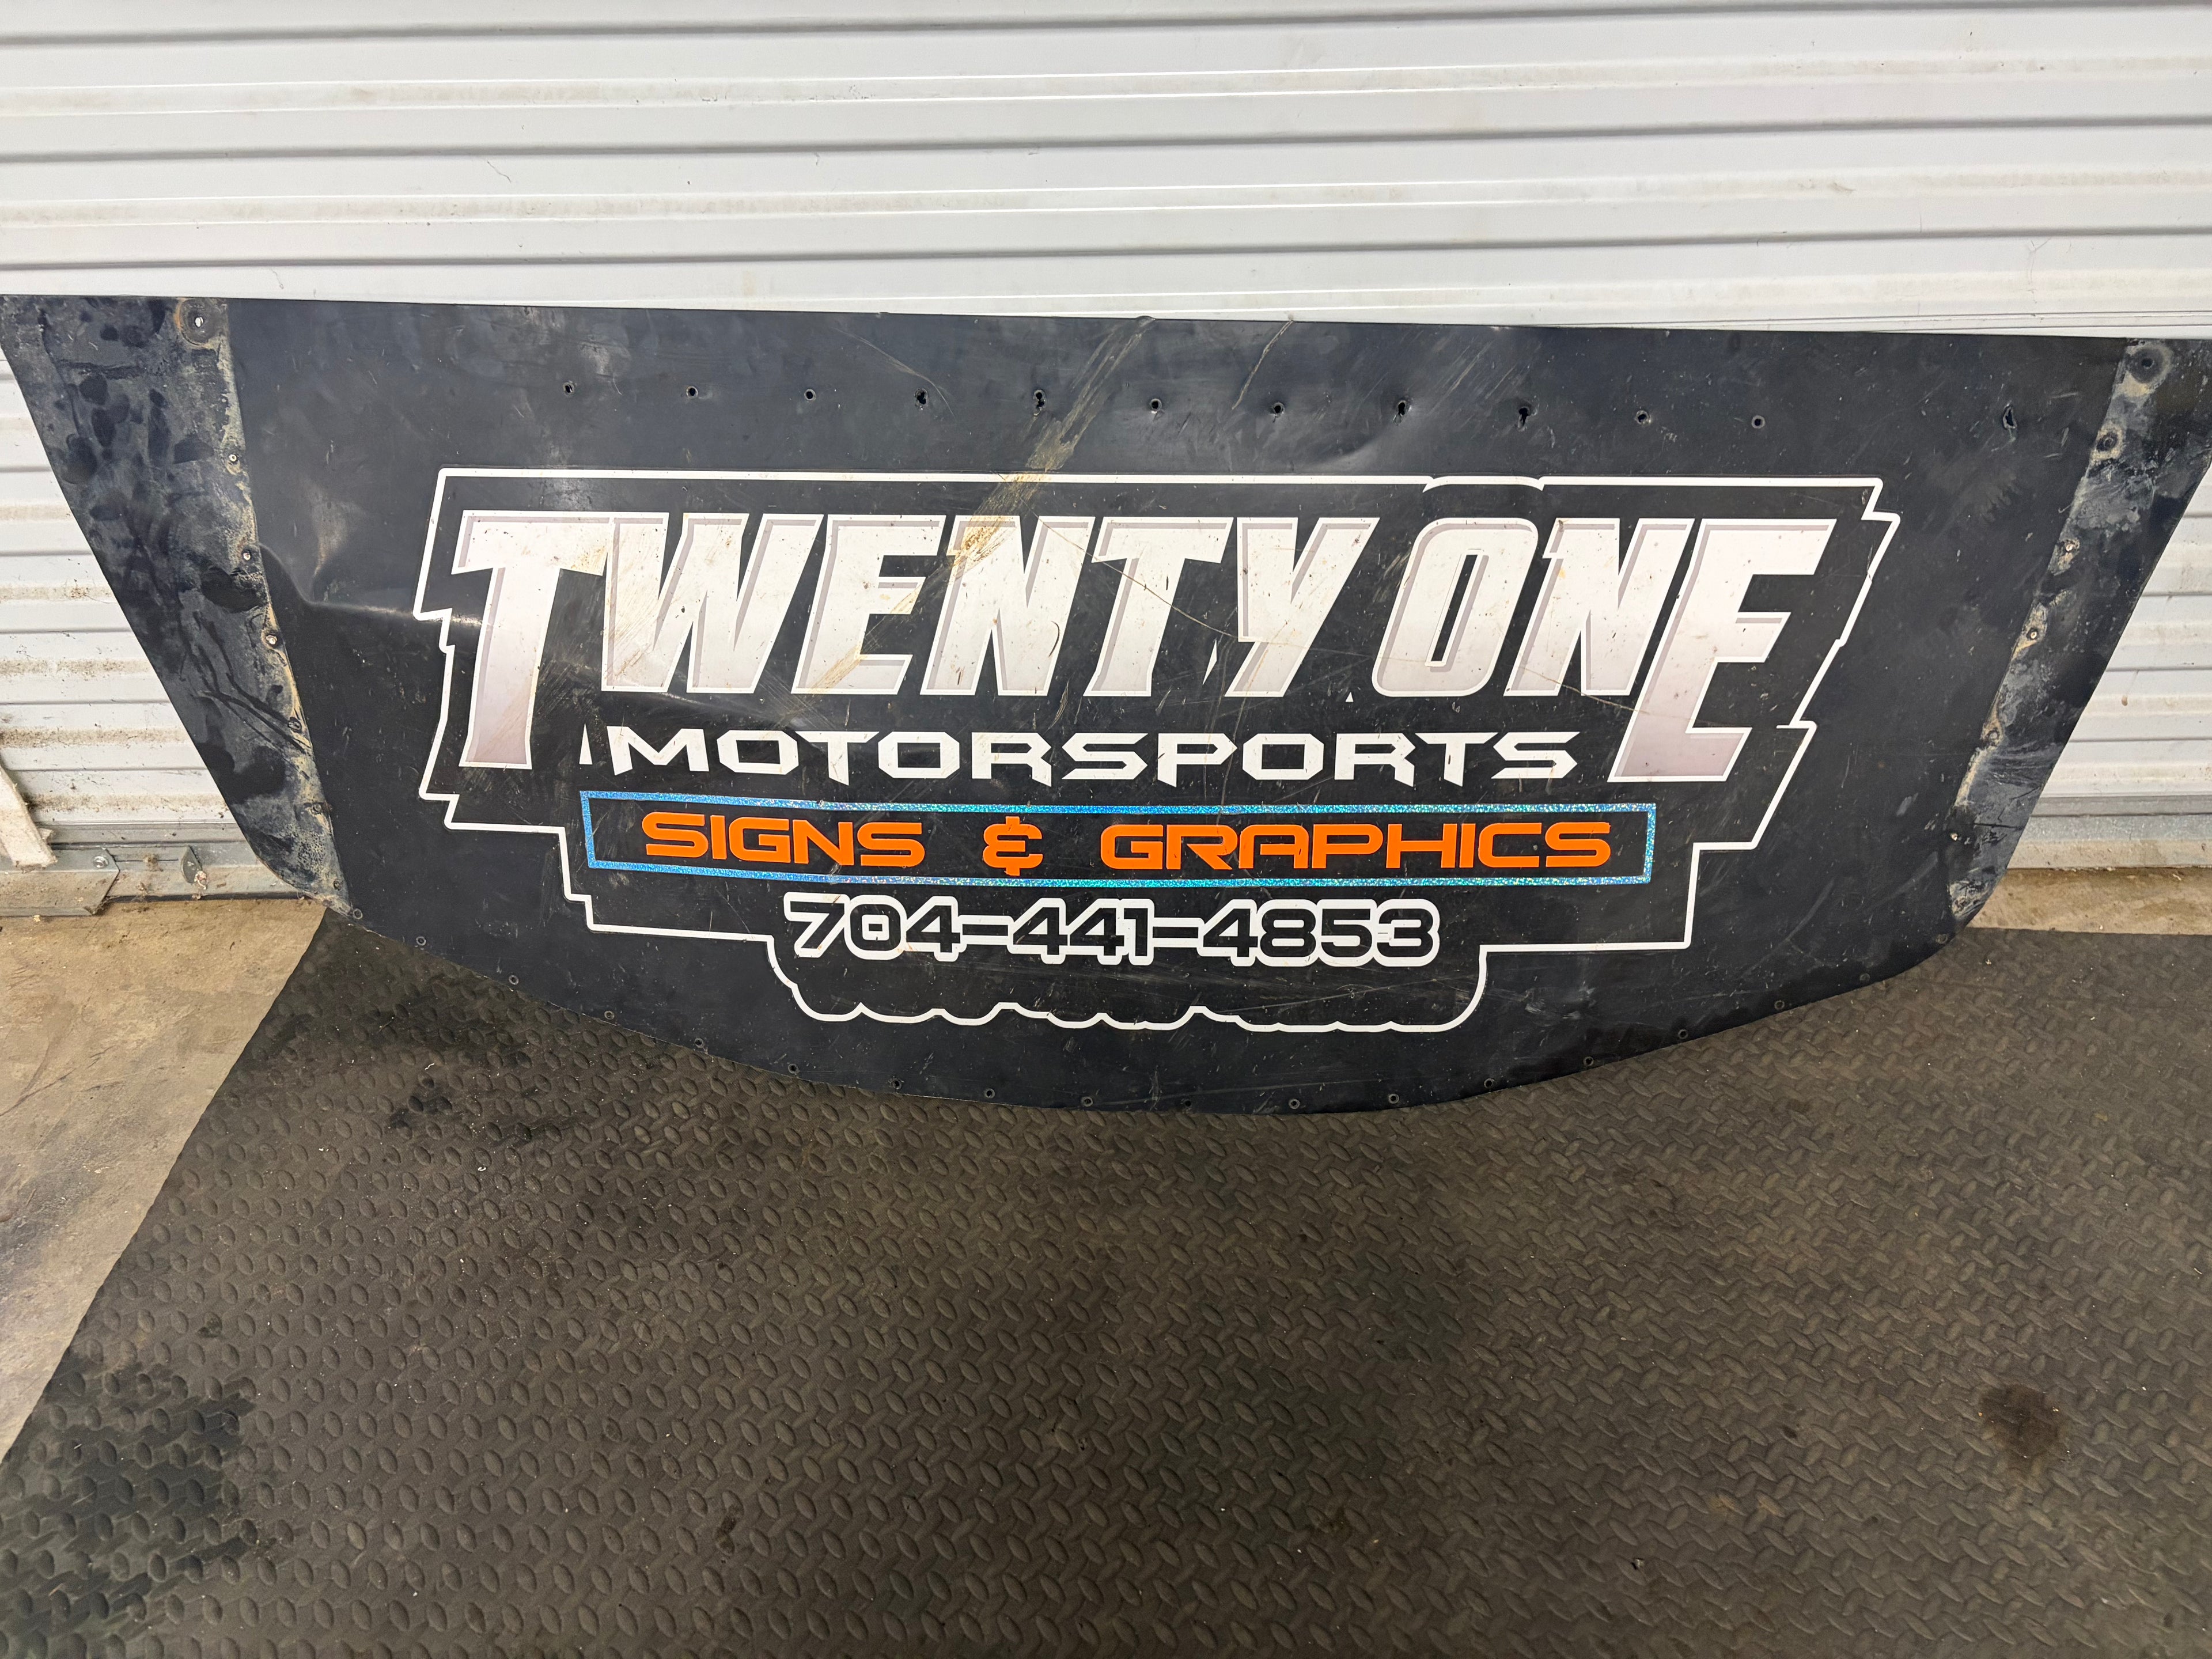 TWENTY ONE
MOTORSPORTS
SIGNS & GRAPHICS
704-441-4853